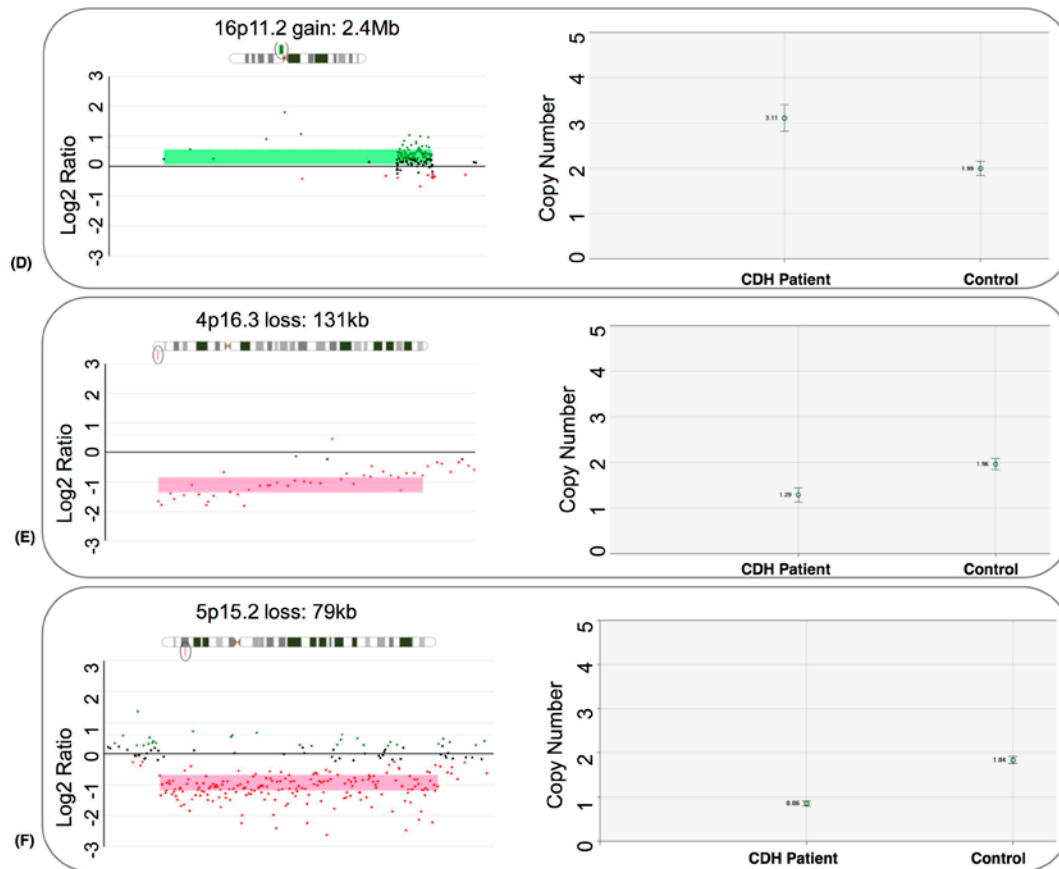 16p11.2 gain: 2.4Mb
3
2
1
0
-1
-2
-3
Log2 Ratio
(D)
5
4
3
2
1
0
Copy Number
3.11
1.99
CDH Patient
Control
4p16.3 loss: 131kb
3
2
1
0
-1
-2
-3
Log2 Ratio
(E)
5
4
3
2
1
0
Copy Number
1.29
1.96
CDH Patient
Control
5p15.2 loss: 79kb
3
2
1
0
-1
-2
-3
Log2 Ratio
(F)
5
4
3
2
1
0
Copy Number
0.86
1.84
CDH Patient
Control